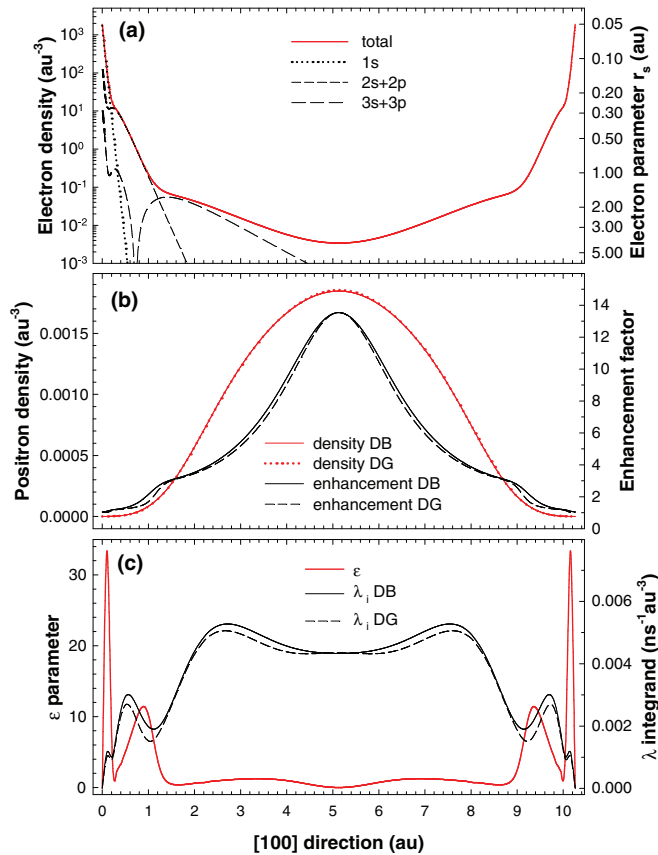 (a)
total
1s
2s+2p
3s+3p
Electron density (au-3)
10³
10²
10¹
10⁰
10⁻¹
10⁻²
10⁻³
0.05
0.10
0.20
0.30
0.50
1.00
2.00
3.00
5.00
Electron parameter rs (au)
(b)
Positron density (au-3)
0.0015
0.0010
0.0005
0.0000
density DB
density DG
enhancement DB
enhancement DG
14
12
10
8
6
4
2
0
Enhancement factor
(c)
ε
λi DB
λi DG
ε parameter
30
20
10
0
0.006
0.004
0.002
0.000
λ integrand (ns-1au-3)
0 1 2 3 4 5 6 7 8 9 10
[100] direction (au)